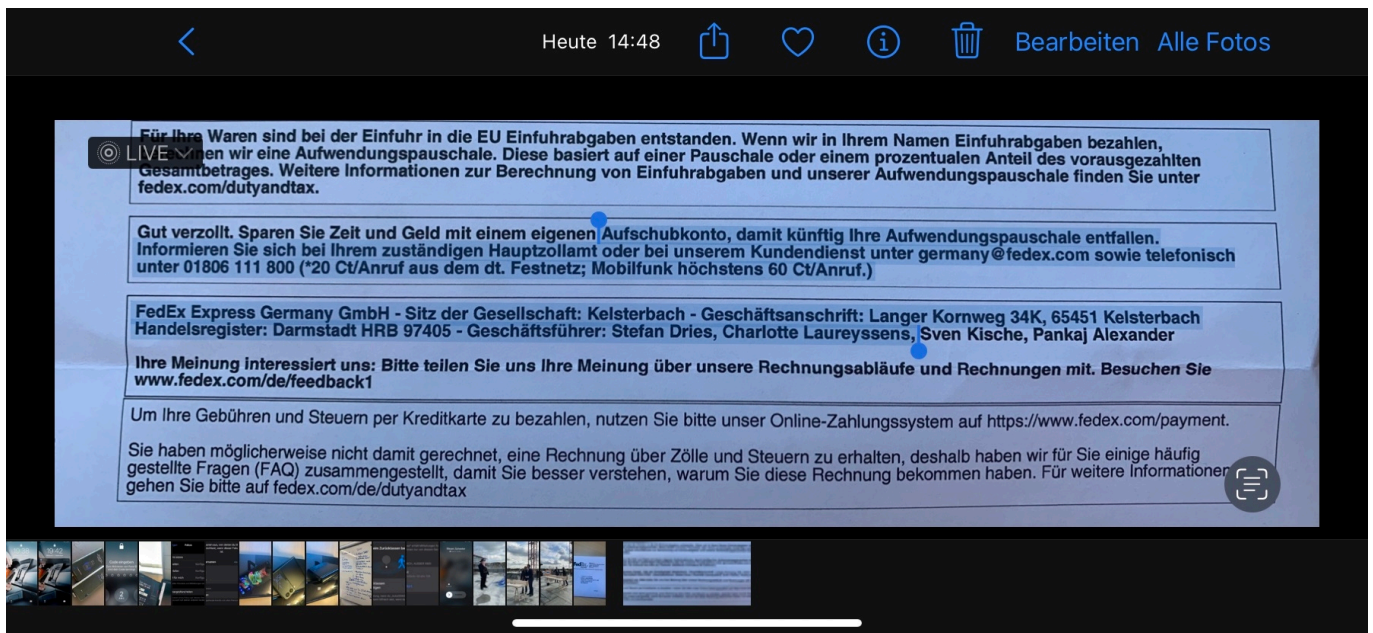 Heute 14:48
Bearbeiten Alle Fotos
LIVE
Für Ihre Waren sind bei der Einfuhr in die EU Einfuhrabgaben entstanden. Wenn wir in Ihrem Namen Einfuhrabgaben bezahlen,
wir eine Aufwendungspauschale. Diese basiert auf einer Pauschale oder einem prozentualen Anteil des vorausgezahlten
Gesamtbetrages. Weitere Informationen zur Berechnung von Einfuhrabgaben und unserer Aufwendungspauschale finden Sie unter
fedex.com/dutyandtax.
Gut verzollt. Sparen Sie Zeit und Geld mit einem eigenen Aufschubkonto, damit künftig Ihre Aufwendungspauschale entfallen.
Informieren Sie sich bei Ihrem zuständigen Hauptzollamt oder bei unserem Kundendienst unter germany@fedex.com sowie telefonisch
unter 01806 111 800 (*20 Ct/Anruf aus dem dt. Festnetz; Mobilfunk höchstens 60 Ct/Anruf.)
FedEx Express Germany GmbH - Sitz der Gesellschaft: Kelsterbach - Geschäftsanschrift: Langer Kornweg 34K, 65451 Kelsterbach
Handelsregister: Darmstadt HRB 97405 - Geschäftsführer: Stefan Dries, Charlotte Laureyssens, Sven Kische, Pankaj Alexander
Ihre Meinung interessiert uns: Bitte teilen Sie uns Ihre Meinung über unsere Rechnungsabläufe und Rechnungen mit. Besuchen Sie
www.fedex.com/de/feedback1
Um Ihre Gebühren und Steuern per Kreditkarte zu bezahlen, nutzen Sie bitte unser Online-Zahlungssystem auf https://www.fedex.com/payment.
Sie haben möglicherweise nicht damit gerechnet, eine Rechnung über Zölle und Steuern zu erhalten, deshalb haben wir für Sie einige häufig
gestellte Fragen (FAQ) zusammengestellt, damit Sie besser verstehen, warum Sie diese Rechnung bekommen haben. Für weitere Informationen
gehen Sie bitte auf fedex.com/de/dutyandtax